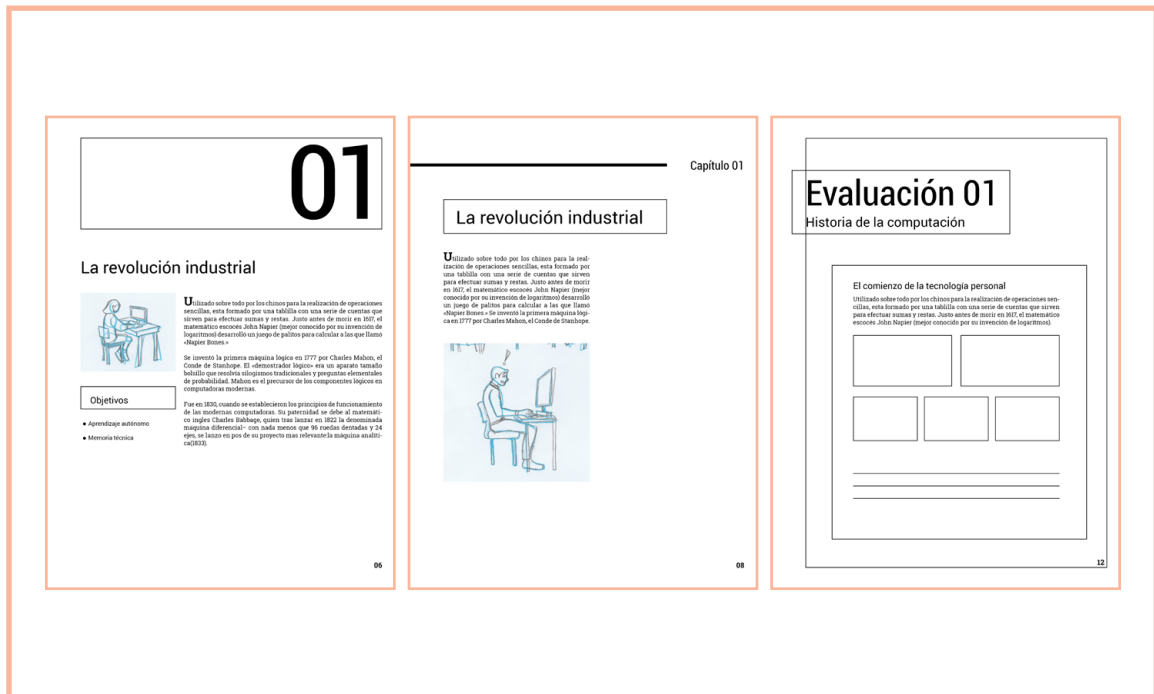 01
La revolución industrial
Utilizado sobre todo por los chinos para la realización de operaciones
sencillas, esta formado por una tablilla con una serie de cuentas que
sirven para efectuar sumas y restas. Justo antes de morir en 1617, el
matemático escocés John Napier (mejor conocido por su invención de
logaritmos) desarrolló un juego de palitos para calcular a las que llamó
«Napier Bones.»
Se inventó la primera máquina lógica en 1777 por Charles Mahon, el
Conde de Stanhope. El «demostrador lógico» era un aparato tamaño
bolsillo que resolvía silogismos tradicionales y preguntas elementales
de probabilidad. Mahon es el precursor de los componentes lógicos en
computadoras modernas.
Fue en 1830, cuando se establecieron los principios de funcionamiento
de las modernas computadoras. Su paternidad se debe al matemáti-
co ingles Charles Babbage, quien tras lanzar en 1822 la denominada
maquina diferencial– con nada menos que 96 ruedas dentadas y 24
ejes, se lanzo en pos de su proyecto mas relevante:la máquina analíti-
ca(1833).
Objetivos
● Aprendizaje autónomo
● Memoria técnica
06
Capítulo 01
La revolución industrial
Utilizado sobre todo por los chinos para la real-
ización de operaciones sencillas, esta formado por
una tablilla con una serie de cuentas que sirven
para efectuar sumas y restas. Justo antes de morir
en 1617, el matemático escocés John Napier (mejor
conocido por su invención de logaritmos) desarrolló
un juego de palitos para calcular a las que llamó
«Napier Bones.» Se inventó la primera máquina lógi-
ca en 1777 por Charles Mahon, el Conde de Stanhope.
08
Evaluación 01
Historia de la computación
El comienzo de la tecnología personal
Utilizado sobre todo por los chinos para la realización de operaciones sen-
cillas, esta formado por una tablilla con una serie de cuentas que sirven
para efectuar sumas y restas. Justo antes de morir en 1617, el matemático
escocés John Napier (mejor conocido por su invención de logaritmos).
12